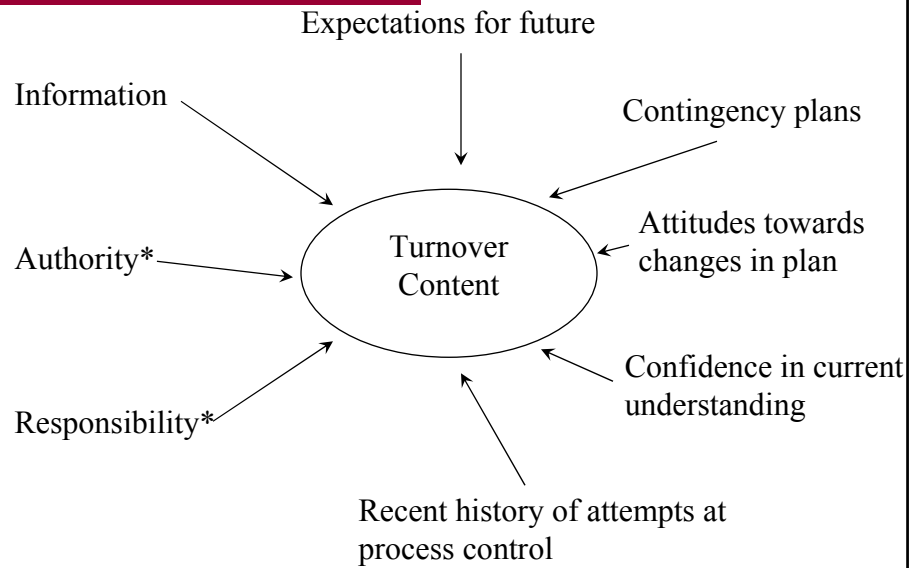 Expectations for future
Information
Contingency plans
Turnover
Content
Attitudes towards
changes in plan
Authority*
Confidence in current
understanding
Responsibility*
Recent history of attempts at
process control